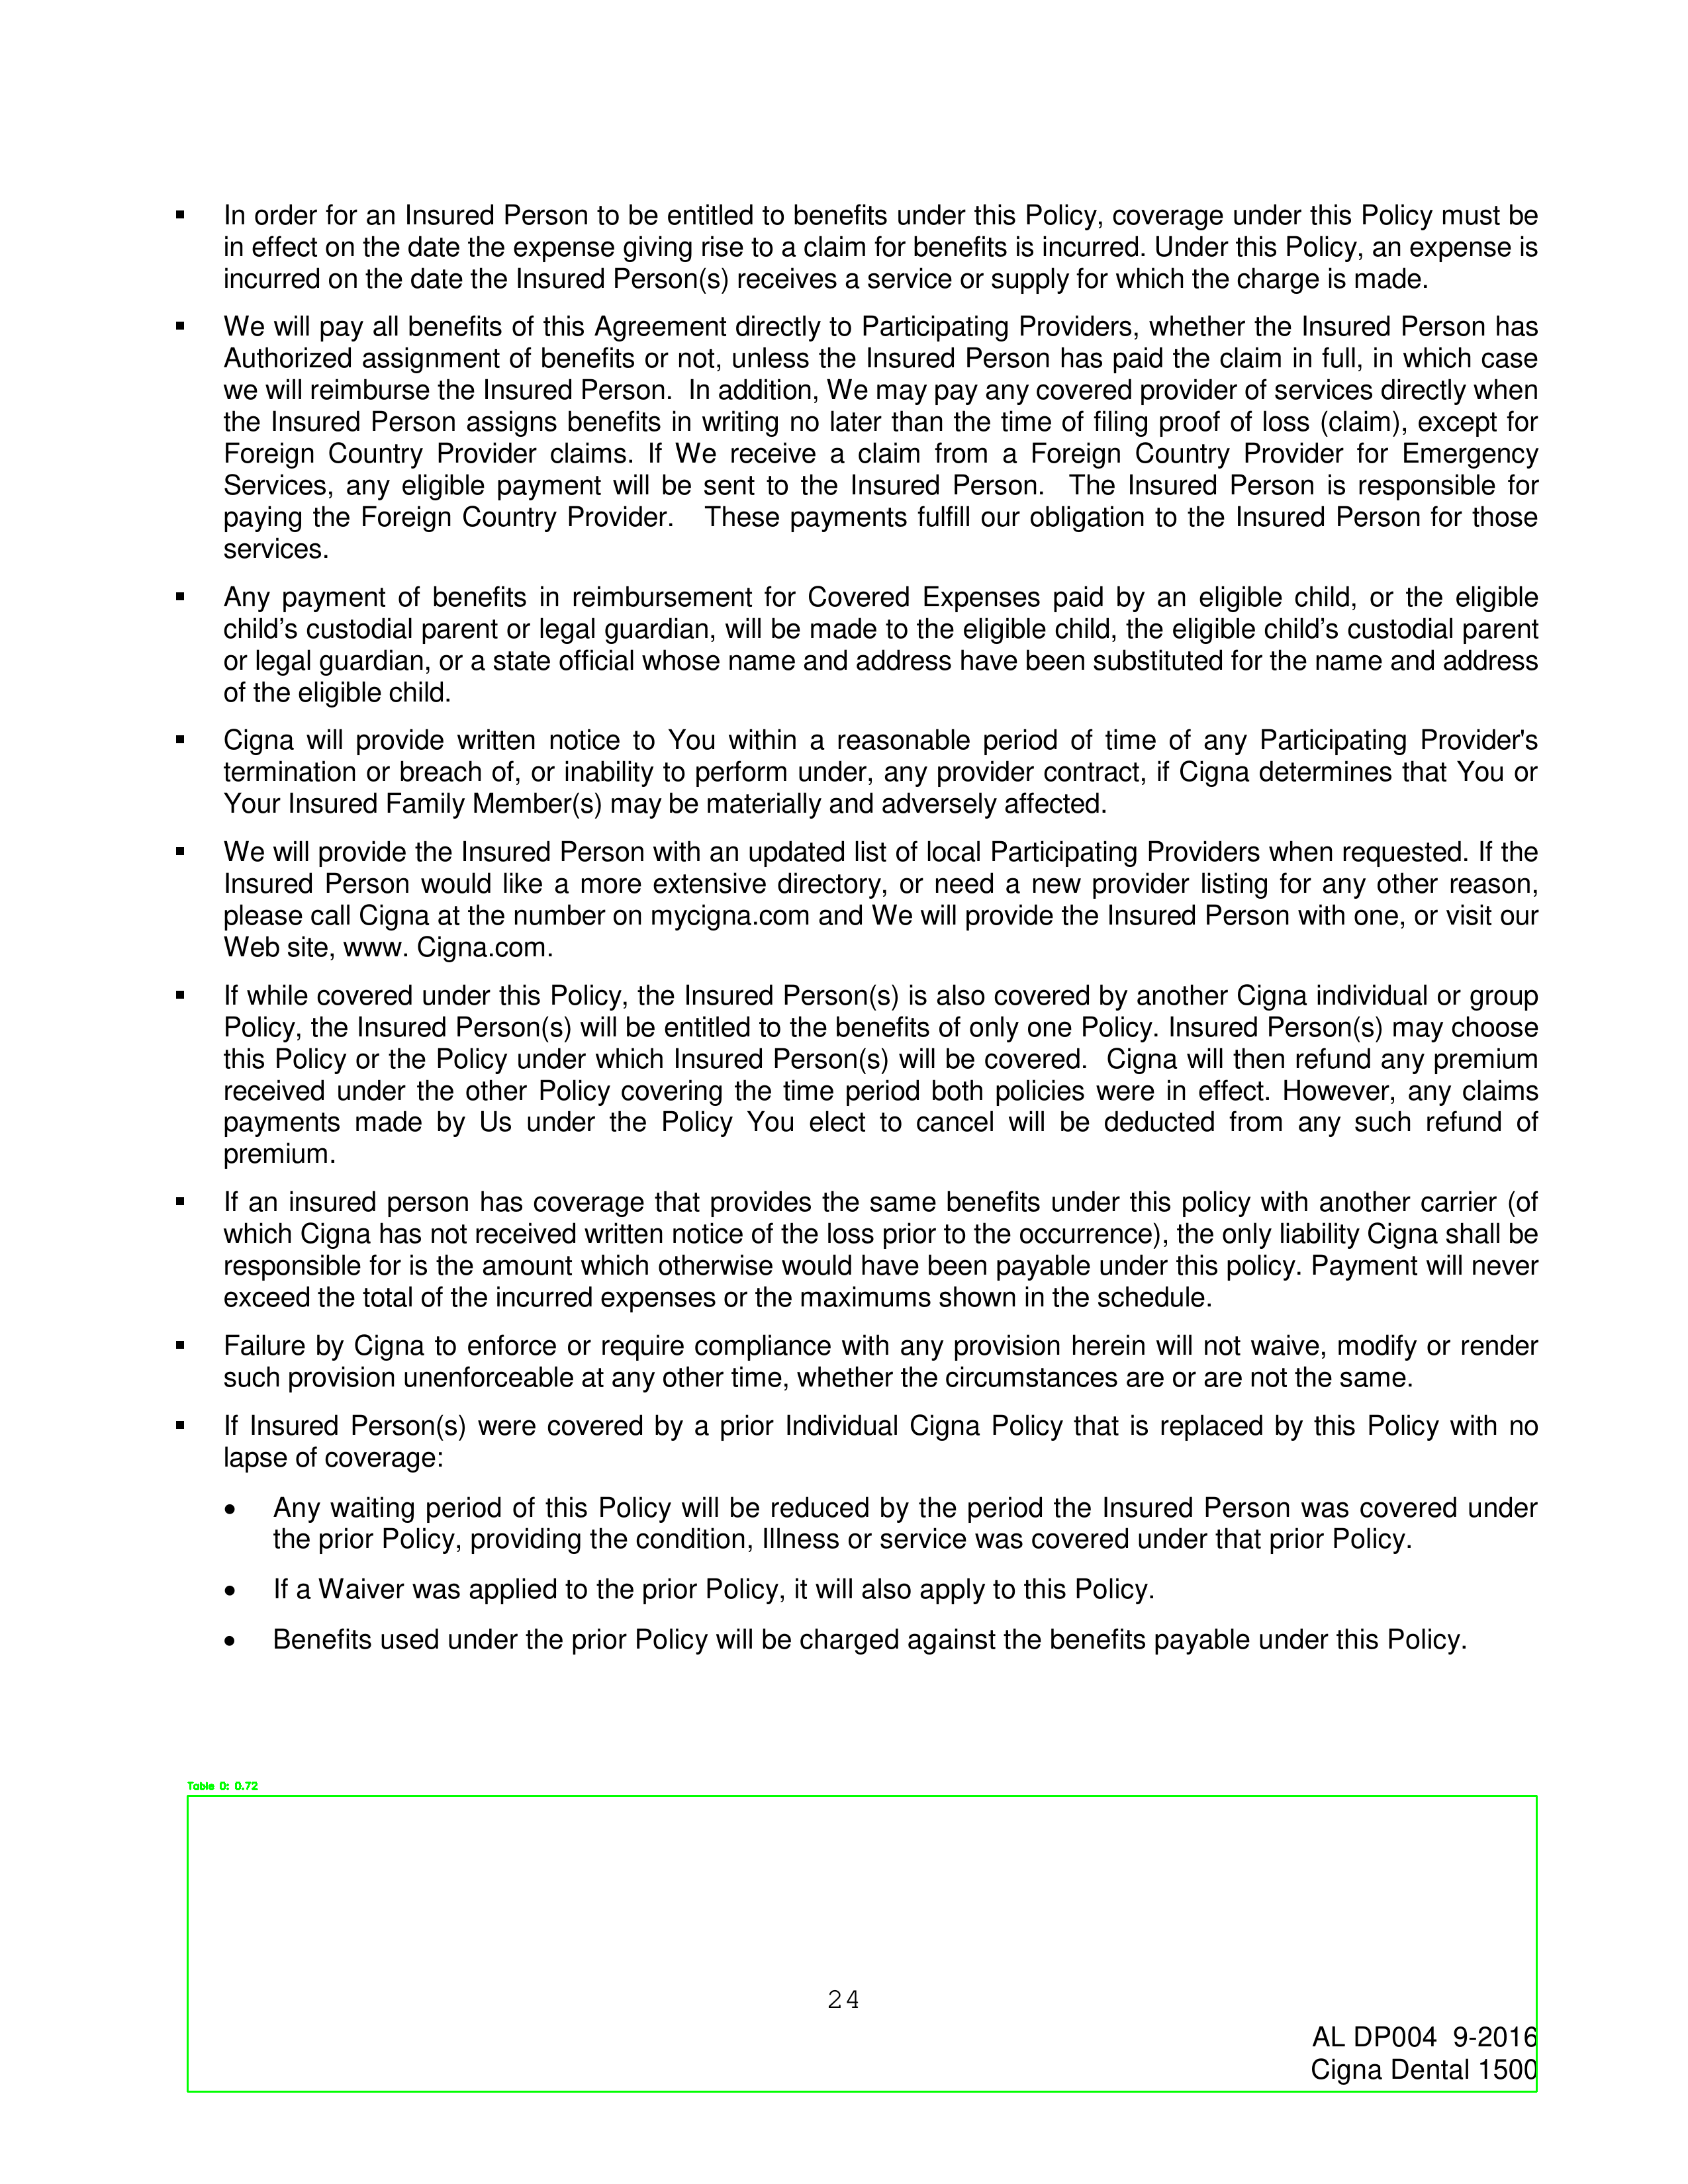 ▪ In order for an Insured Person to be entitled to benefits under this Policy, coverage under this Policy must be
in effect on the date the expense giving rise to a claim for benefits is incurred. Under this Policy, an expense is
incurred on the date the Insured Person(s) receives a service or supply for which the charge is made.
▪ We will pay all benefits of this Agreement directly to Participating Providers, whether the Insured Person has
Authorized assignment of benefits or not, unless the Insured Person has paid the claim in full, in which case
we will reimburse the Insured Person.  In addition, We may pay any covered provider of services directly when
the Insured Person assigns benefits in writing no later than the time of filing proof of loss (claim), except for
Foreign Country Provider claims. If We receive a claim from a Foreign Country Provider for Emergency
Services, any eligible payment will be sent to the Insured Person.  The Insured Person is responsible for
paying the Foreign Country Provider.   These payments fulfill our obligation to the Insured Person for those
services.
▪ Any payment of benefits in reimbursement for Covered Expenses paid by an eligible child, or the eligible
child’s custodial parent or legal guardian, will be made to the eligible child, the eligible child’s custodial parent
or legal guardian, or a state official whose name and address have been substituted for the name and address
of the eligible child.
▪ Cigna will provide written notice to You within a reasonable period of time of any Participating Provider's
termination or breach of, or inability to perform under, any provider contract, if Cigna determines that You or
Your Insured Family Member(s) may be materially and adversely affected.
▪ We will provide the Insured Person with an updated list of local Participating Providers when requested. If the
Insured Person would like a more extensive directory, or need a new provider listing for any other reason,
please call Cigna at the number on mycigna.com and We will provide the Insured Person with one, or visit our
Web site, www. Cigna.com.
▪ If while covered under this Policy, the Insured Person(s) is also covered by another Cigna individual or group
Policy, the Insured Person(s) will be entitled to the benefits of only one Policy. Insured Person(s) may choose
this Policy or the Policy under which Insured Person(s) will be covered.  Cigna will then refund any premium
received under the other Policy covering the time period both policies were in effect. However, any claims
payments made by Us under the Policy You elect to cancel will be deducted from any such refund of
premium.
▪ If an insured person has coverage that provides the same benefits under this policy with another carrier (of
which Cigna has not received written notice of the loss prior to the occurrence), the only liability Cigna shall be
responsible for is the amount which otherwise would have been payable under this policy. Payment will never
exceed the total of the incurred expenses or the maximums shown in the schedule.
▪ Failure by Cigna to enforce or require compliance with any provision herein will not waive, modify or render
such provision unenforceable at any other time, whether the circumstances are or are not the same.
▪ If Insured Person(s) were covered by a prior Individual Cigna Policy that is replaced by this Policy with no
lapse of coverage:
• Any waiting period of this Policy will be reduced by the period the Insured Person was covered under
the prior Policy, providing the condition, Illness or service was covered under that prior Policy.
• If a Waiver was applied to the prior Policy, it will also apply to this Policy.
• Benefits used under the prior Policy will be charged against the benefits payable under this Policy.
Table 0: 0.72
24
AL DP004  9-2016
Cigna Dental 1500